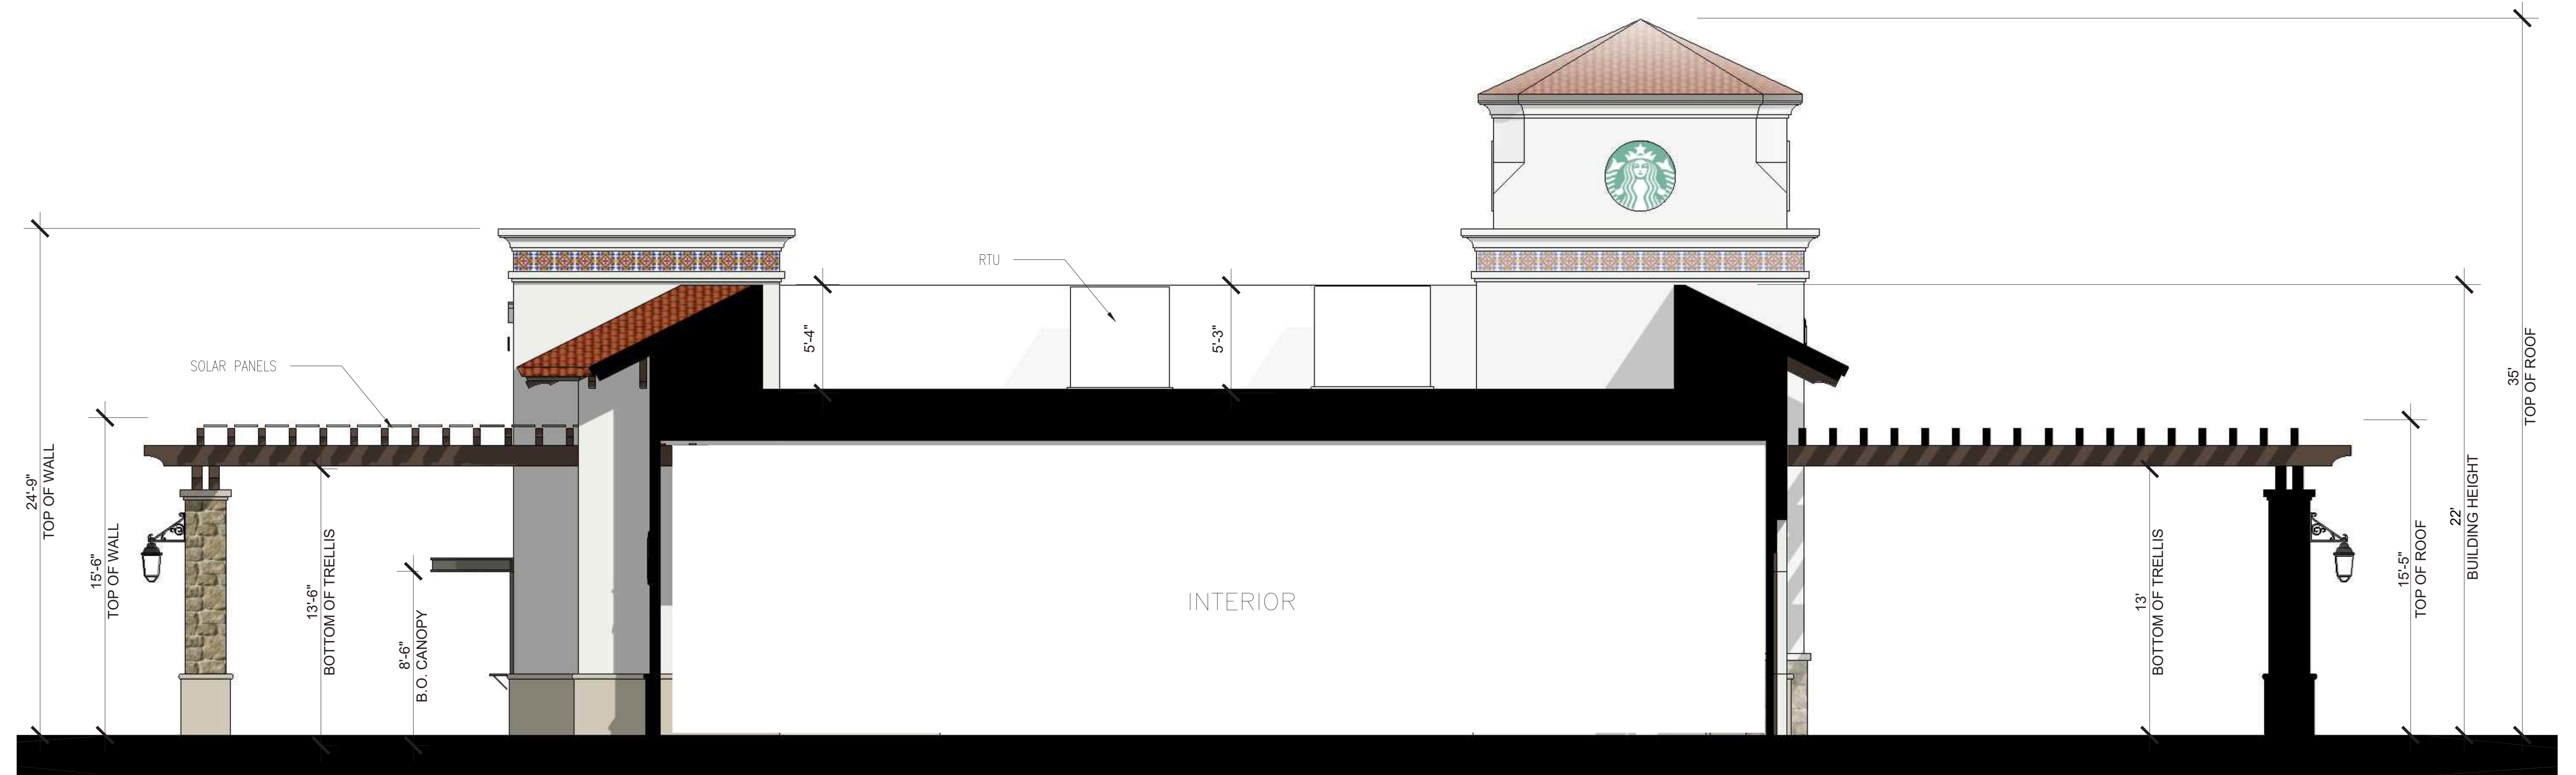 24'-9"
TOP OF WALL
15'-6"
TOP OF WALL
SOLAR PANELS
13'-6"
BOTTOM OF TRELLIS
8'-6"
B.O. CANOPY
5'-4"
RTU
5'-3"
INTERIOR
13'
BOTTOM OF TRELLIS
15'-5"
TOP OF ROOF
22'
BUILDING HEIGHT
35'
TOP OF ROOF